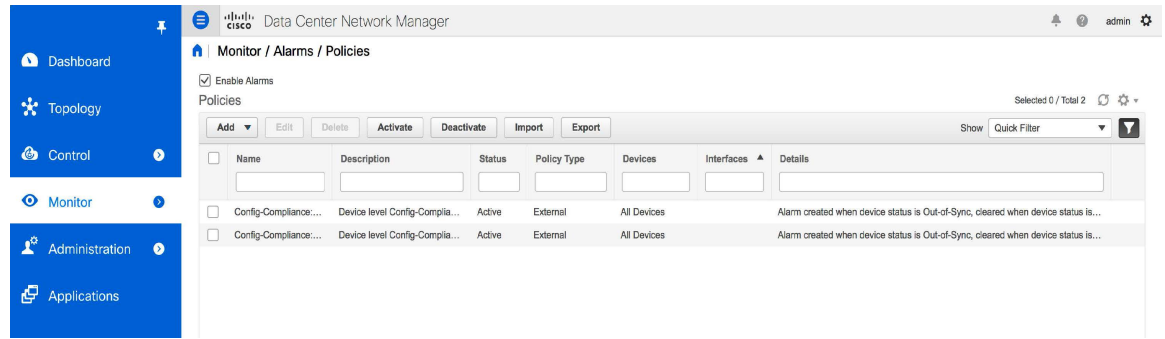 cisco Data Center Network Manager
admin
Dashboard
Topology
Control
Monitor
Administration
Applications
Monitor / Alarms / Policies
Enable Alarms
Policies
Selected 0 / Total 2
Add Edit Delete Activate Deactivate Import Export
Show Quick Filter
Name Description Status Policy Type Devices Interfaces Details
Config-Compliance:... Device level Config-Complia... Active External All Devices Alarm created when device status is Out-of-Sync, cleared when device status is...
Config-Compliance:... Device level Config-Complia... Active External All Devices Alarm created when device status is Out-of-Sync, cleared when device status is...